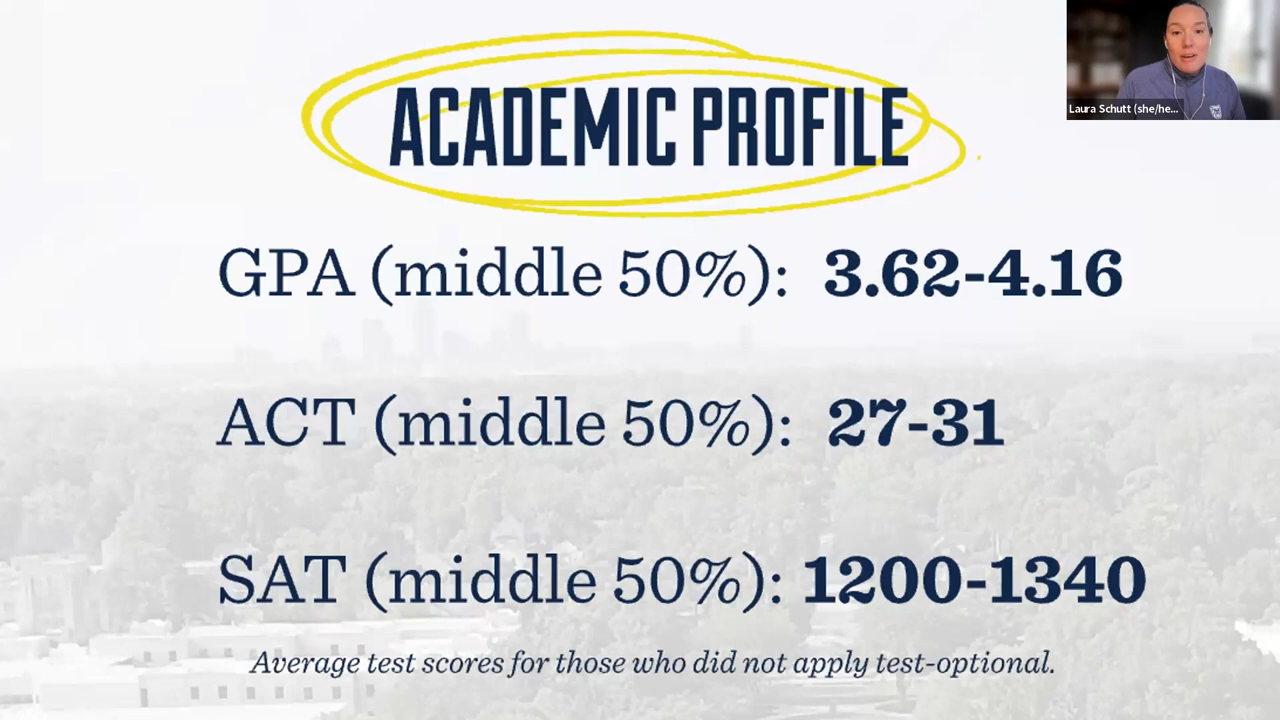 ACADEMIC PROFILE
Laura Schutt (she/he...
GPA (middle 50%): 3.62-4.16
ACT (middle 50%): 27-31
SAT (middle 50%): 1200-1340
Average test scores for those who did not apply test-optional.